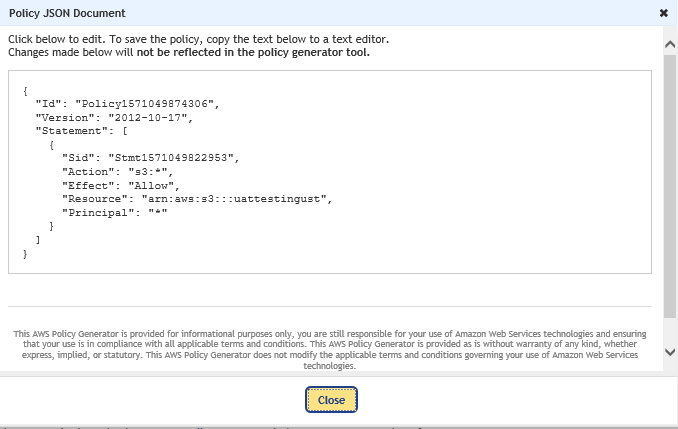 Policy JSON Document
Click below to edit. To save the policy, copy the text below to a text editor.
Changes made below will not be reflected in the policy generator tool.
{
"Id": "Policy1571049874306",
"Version": "2012-10-17",
"Statement": [
{
"Sid": "Stmt1571049822953",
"Action": "s3:*",
"Effect": "Allow",
"Resource": "arn:aws:s3:::uattestingust",
"Principal": "*"
}
]
}
This AWS Policy Generator is provided for informational purposes only, you are still responsible for your use of Amazon Web Services technologies and ensuring
that your use is in compliance with all applicable terms and conditions. This AWS Policy Generator is provided as is without warranty of any kind, whether
express, implied, or statutory. This AWS Policy Generator does not modify the applicable terms and conditions governing your use of Amazon Web Services
technologies.
Close